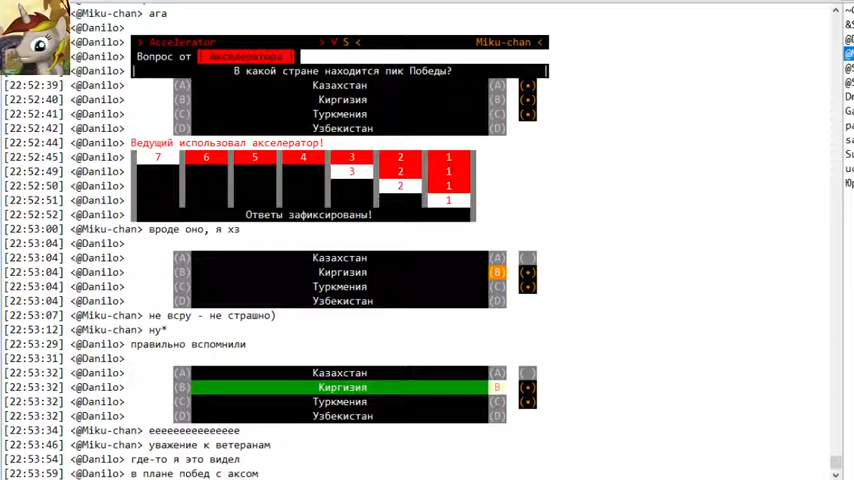 <@Miku-chan> ага
<@Danilo>
<@Danilo> > Accelerator > V S < Miku-chan <
<@Danilo> Вопрос от | Акселератора |
<@Danilo> | В какой стране находится пик Победы? |
[22:52:39] <@Danilo> (A) Казахстан (A) (•)
[22:52:40] <@Danilo> (B) Киргизия (B) (•)
[22:52:41] <@Danilo> (C) Туркмения (C) (•)
[22:52:42] <@Danilo> (D) Узбекистан (D)
[22:52:44] <@Danilo> Ведущий использовал акселератор!
[22:52:45] <@Danilo> 7 6 5 4 3 2 1
[22:52:49] <@Danilo> 3 2 1
[22:52:50] <@Danilo> 2 1
[22:52:51] <@Danilo> 1
[22:52:52] <@Danilo> Ответы зафиксированы!
[22:53:00] <@Miku-chan> вроде оно, я хз
[22:53:04] <@Danilo>
[22:53:04] <@Danilo> (A) Казахстан (A) ( )
[22:53:04] <@Danilo> (B) Киргизия (B) (•)
[22:53:04] <@Danilo> (C) Туркмения (C) (•)
[22:53:04] <@Danilo> (D) Узбекистан (D)
[22:53:07] <@Miku-chan> не всру - не страшно)
[22:53:12] <@Miku-chan> ну*
[22:53:29] <@Danilo> правильно вспомнили
[22:53:31] <@Danilo>
[22:53:32] <@Danilo> (A) Казахстан (A) ( )
[22:53:32] <@Danilo> (B) Киргизия B (•)
[22:53:32] <@Danilo> (C) Туркмения (C) (•)
[22:53:32] <@Danilo> (D) Узбекистан (D)
[22:53:34] <@Miku-chan> еееееееееееееее
[22:53:46] <@Miku-chan> уважение к ветеранам
[22:53:54] <@Danilo> где-то я это видел
[22:53:59] <@Danilo> в плане побед с аксом